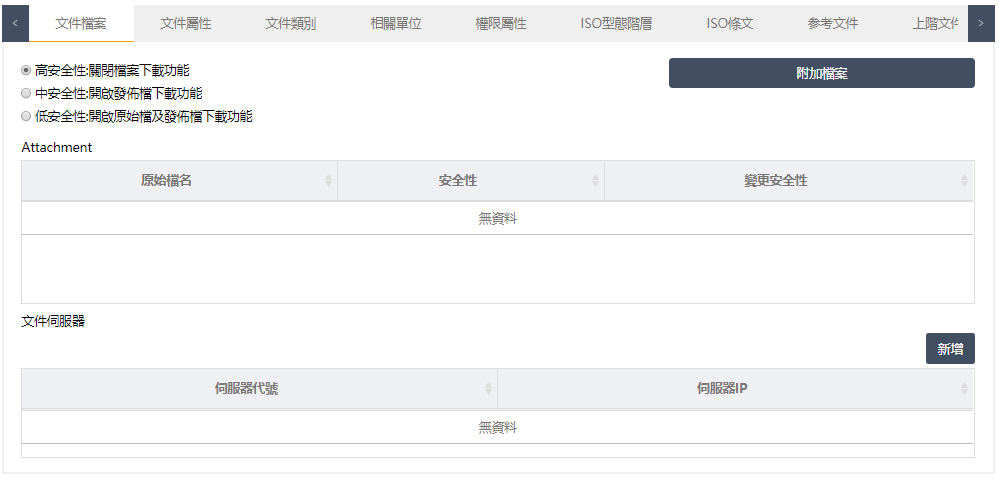 < 文件檔案 文件屬性 文件類別 相關單位 權限屬性 ISO型態階層 ISO條文 參考文件 上階文件 >
高安全性:關閉檔案下載功能
附加檔案
中安全性:開啟發佈檔下載功能
低安全性:開啟原始檔及發佈檔下載功能
Attachment
原始檔名 安全性 變更安全性
無資料
文件伺服器
新增
伺服器代號 伺服器IP
無資料